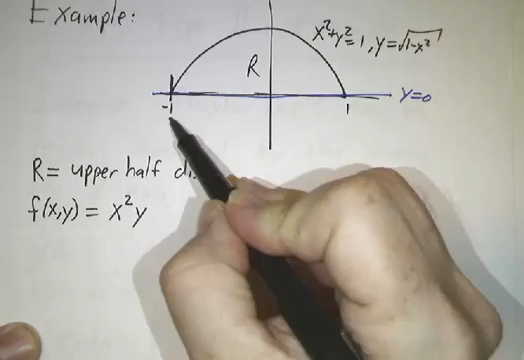 Example:
x²+y²=1, y=√1-x²
R
y=0
-1
1
R= upper half
f(x,y) = x²y